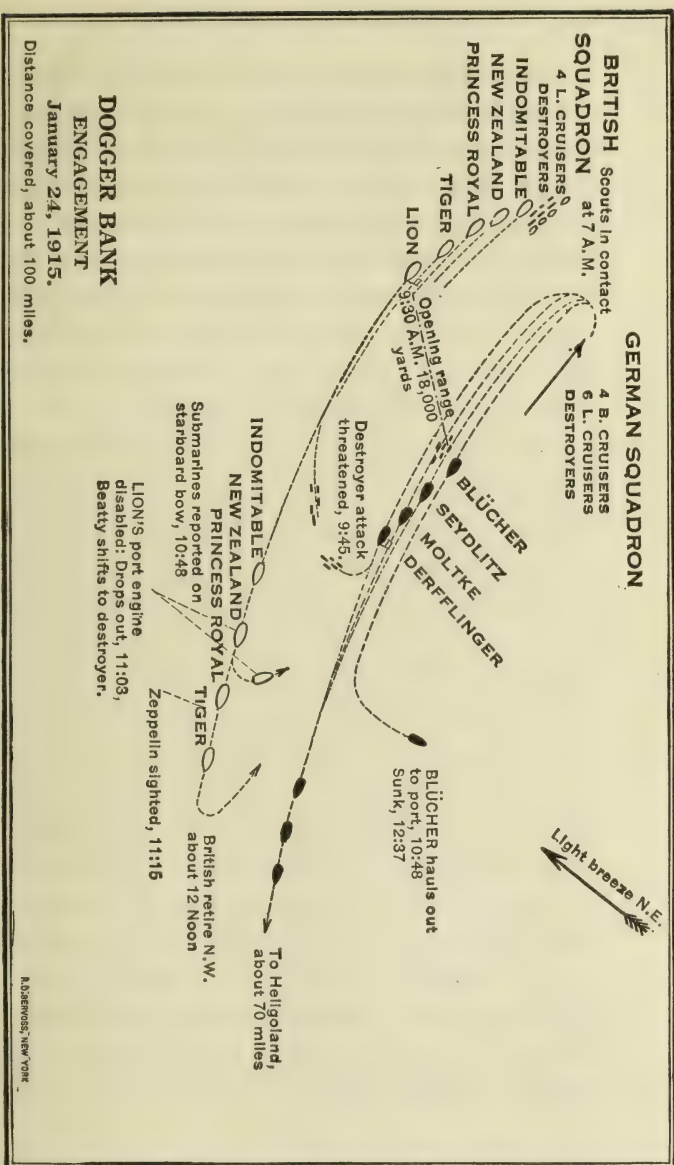 BRITISH
SQUADRON
Scouts in contact
at 7 A.M.
4 L. CRUISERS
DESTROYERS
INDOMITABLE
NEW ZEALAND
PRINCESS ROYAL
TIGER
LION
GERMAN SQUADRON
4 B. CRUISERS
6 L. CRUISERS
DESTROYERS
Opening range
9:30 A.M. 18,000
yards
BLÜCHER
SEYDLITZ
MOLTKE
DERFFLINGER
Destroyer attack
threatened, 9:45.
Light breeze N.E.
BLÜCHER hauls out
to port, 10:48
Sunk, 12:37
INDOMITABLE
NEW ZEALAND
PRINCESS ROYAL
TIGER
Submarines reported on
starboard bow, 10:48
LION'S port engine
disabled: Drops out, 11:03,
Beatty shifts to destroyer.
Zeppelin sighted, 11:15
British retire N.W.
about 12 Noon
To Heligoland,
about 70 miles
DOGGER BANK
ENGAGEMENT
January 24, 1915.
Distance covered, about 100 miles.
R.D.SERVOSS, NEW YORK